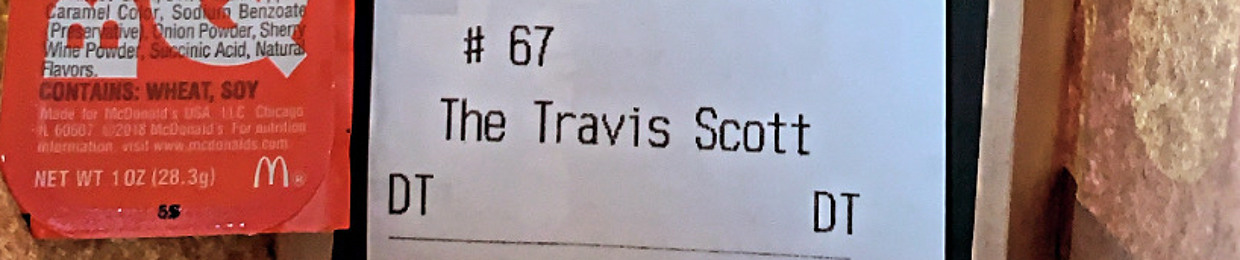 Caramel Color, Sodium Benzoate
(Preservative), Onion Powder, Sherry
Wine Powder, Succinic Acid, Natural
Flavors.
CONTAINS: WHEAT, SOY
Made for McDonald's USA, LLC Chicago,
IL 60607 ©2018 McDonald's For nutrition
information, visit www.mcdonalds.com
NET WT 1 OZ (28.3g)
# 67
The Travis Scott
DT DT